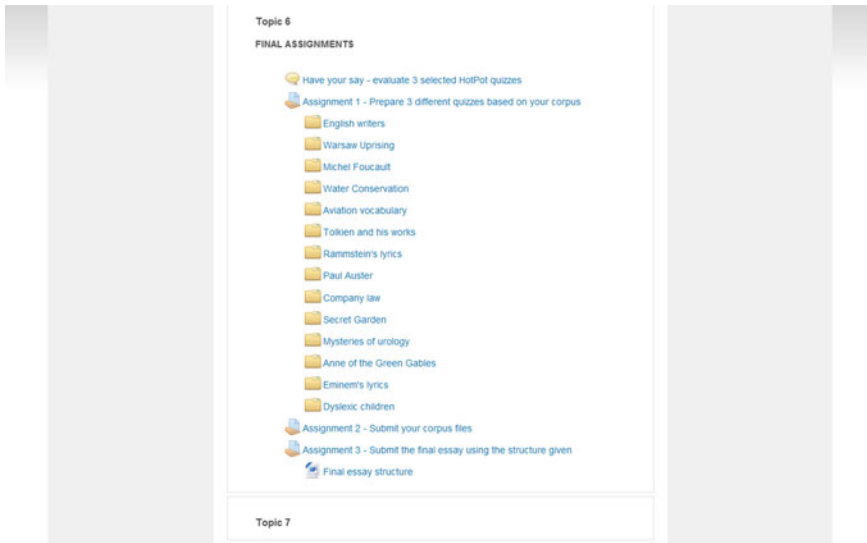 Topic 6
FINAL ASSIGNMENTS
Have your say - evaluate 3 selected HotPot quizzes
Assignment 1 - Prepare 3 different quizzes based on your corpus
English writers
Warsaw Uprising
Michel Foucault
Water Conservation
Aviation vocabulary
Tolkien and his works
Rammstein's lyrics
Paul Auster
Company law
Secret Garden
Mysteries of urology
Anne of the Green Gables
Eminem's lyrics
Dyslexic children
Assignment 2 - Submit your corpus files
Assignment 3 - Submit the final essay using the structure given
Final essay structure
Topic 7